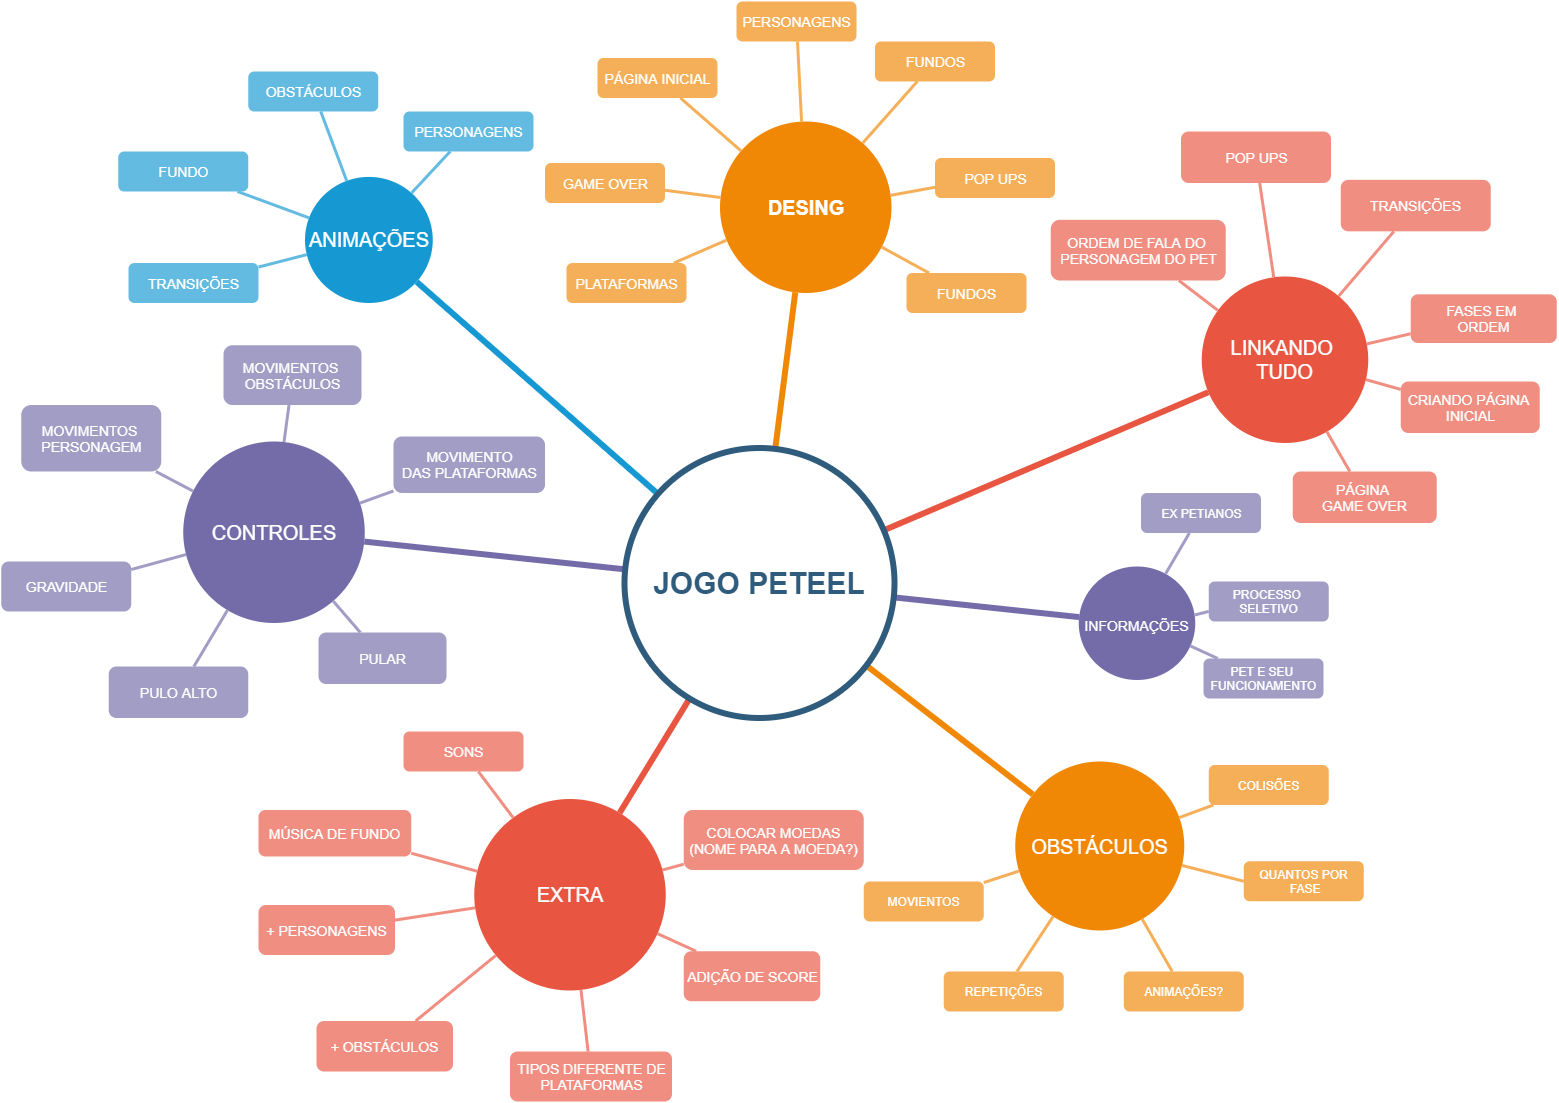 PERSONAGENS
FUNDOS
PÁGINA INICIAL
GAME OVER
POP UPS
PLATAFORMAS
FUNDOS
DESING
OBSTÁCULOS
PERSONAGENS
FUNDO
TRANSIÇÕES
ANIMAÇÕES
POP UPS
TRANSIÇÕES
ORDEM DE FALA DO
PERSONAGEM DO PET
FASES EM
ORDEM
CRIANDO PÁGINA
INICIAL
PÁGINA
GAME OVER
LINKANDO
TUDO
MOVIMENTOS
OBSTÁCULOS
MOVIMENTOS
PERSONAGEM
MOVIMENTO
DAS PLATAFORMAS
GRAVIDADE
PULO ALTO
PULAR
CONTROLES
JOGO PETEEL
EX PETIANOS
PROCESSO
SELETIVO
PET E SEU
FUNCIONAMENTO
INFORMAÇÕES
SONS
MÚSICA DE FUNDO
+ PERSONAGENS
+ OBSTÁCULOS
TIPOS DIFERENTE DE
PLATAFORMAS
ADIÇÃO DE SCORE
COLOCAR MOEDAS
(NOME PARA A MOEDA?)
EXTRA
COLISÕES
QUANTOS POR
FASE
ANIMAÇÕES?
REPETIÇÕES
MOVIENTOS
OBSTÁCULOS